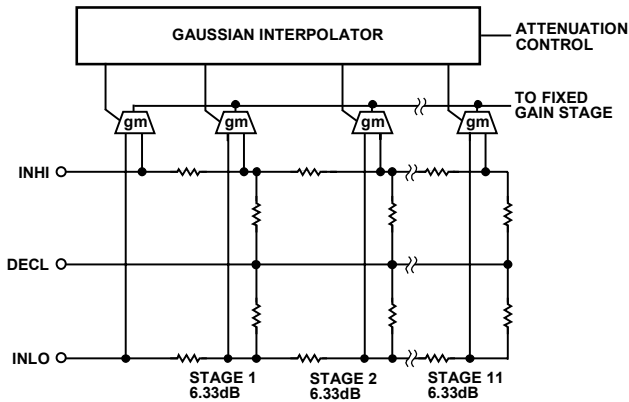 GAUSSIAN INTERPOLATOR
ATTENUATION
CONTROL
TO FIXED
GAIN STAGE
gm
gm
gm
gm
INHI
DECL
INLO
STAGE 1
6.33dB
STAGE 2
6.33dB
STAGE 11
6.33dB